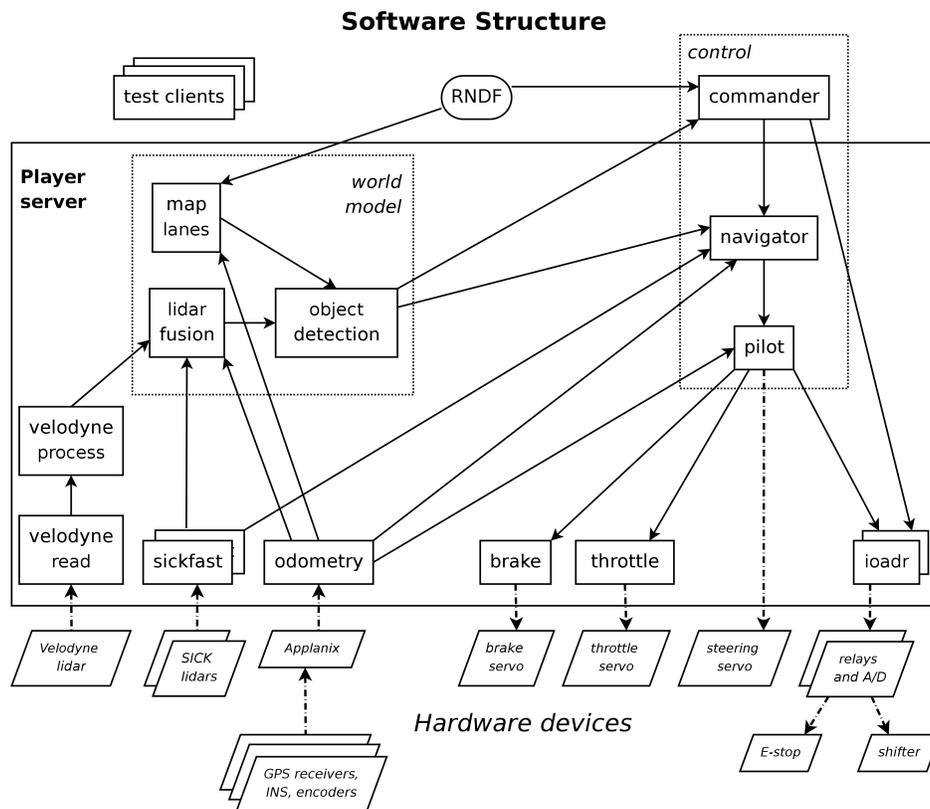 Software Structure
control
test clients
RNDF
commander
Player
server
world
model
map
lanes
navigator
lidar
fusion
object
detection
pilot
velodyne
process
velodyne
read
sickfast
odometry
brake
throttle
ioadr
Velodyne
lidar
SICK
lidars
Applanix
brake
servo
throttle
servo
steering
servo
relays
and A/D
Hardware devices
E-stop
shifter
GPS receivers,
INS, encoders